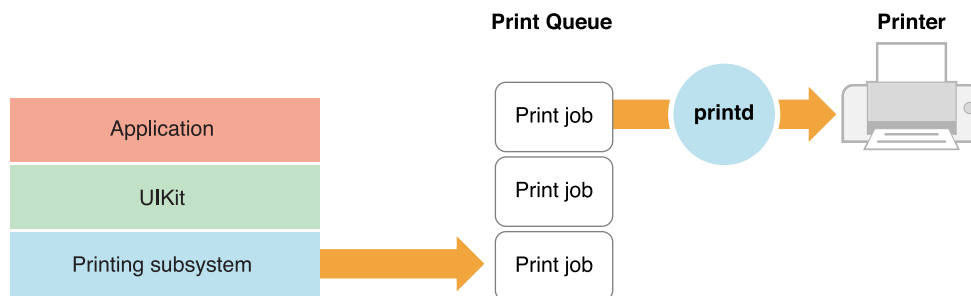 Print Queue
Printer
Application
UIKit
Printing subsystem
Print job
printd
Print job
Print job